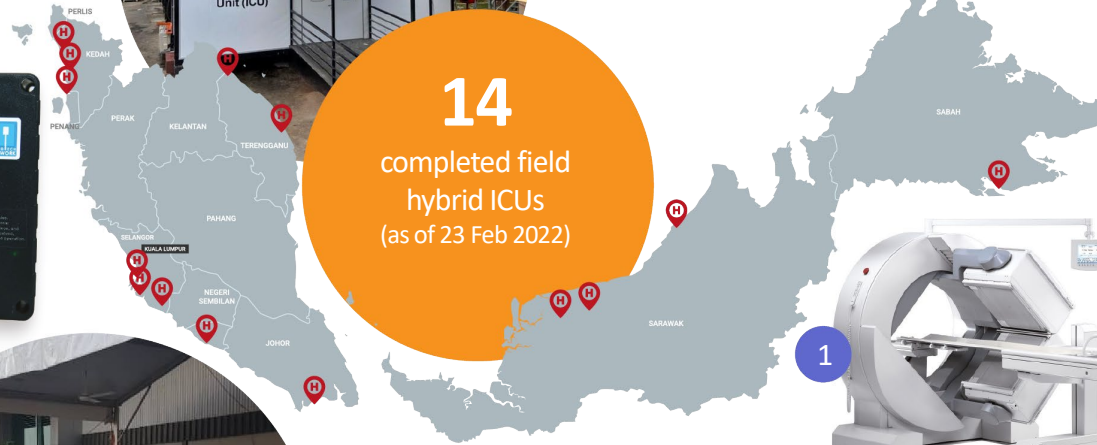 Unit (ICU)
PERLIS
KEDAH
PENANG
PERAK
KELANTAN
TERENGGANU
PAHANG
SELANGOR
KUALA LUMPUR
NEGERI
SEMBILAN
JOHOR
14
completed field
hybrid ICUs
(as of 23 Feb 2022)
SABAH
SARAWAK
1
H
H
H
H
H
H
H
H
H
H
H
H
H
H